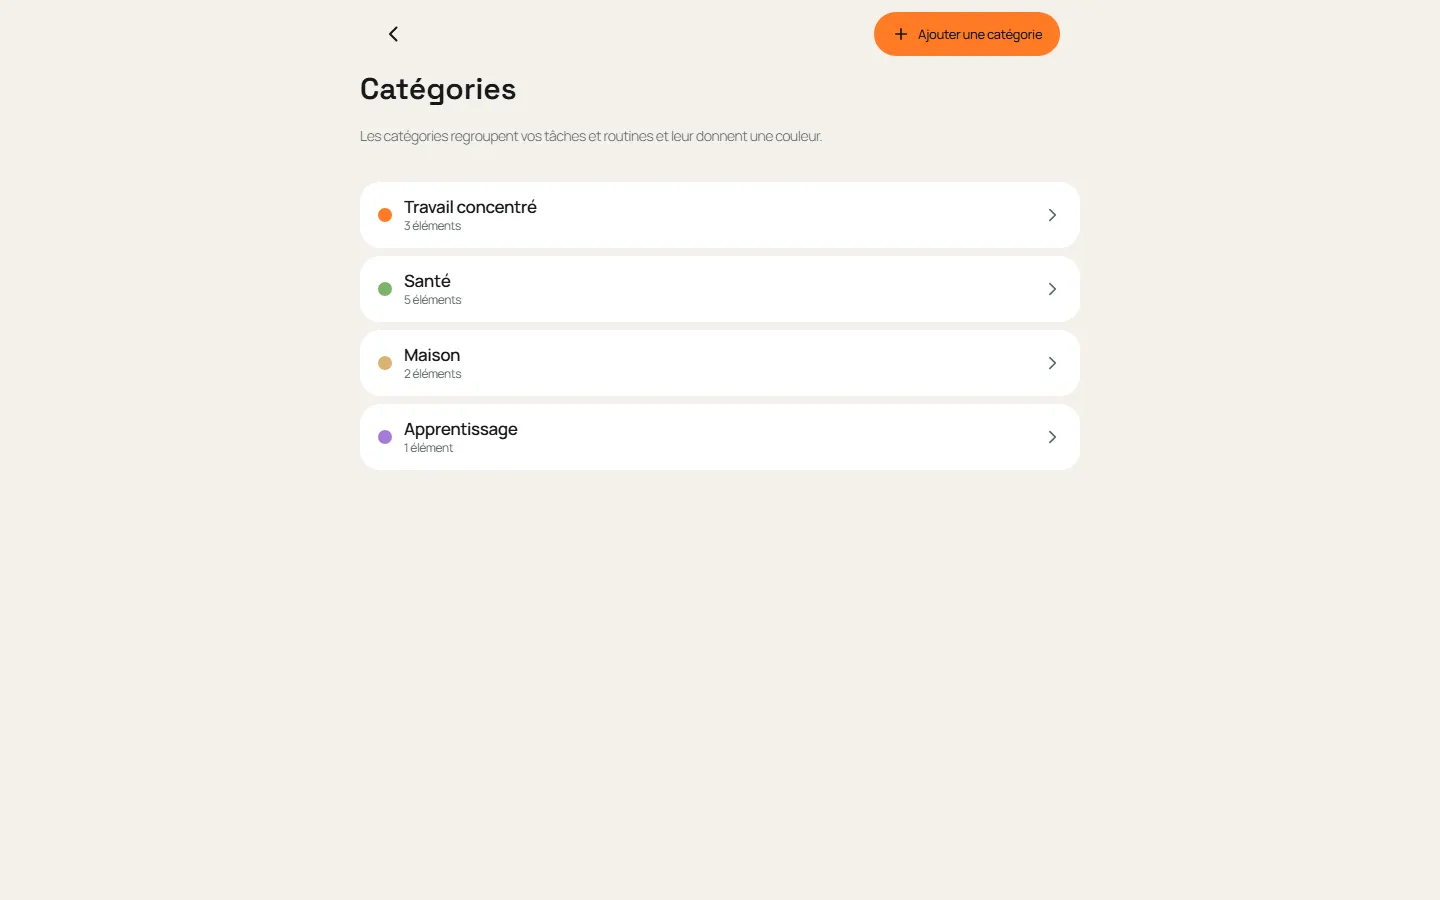 Ajouter une catégorie
Catégories
Les catégories regroupent vos tâches et routines et leur donnent une couleur.
Travail concentré
3 éléments
Santé
5 éléments
Maison
2 éléments
Apprentissage
1 élément